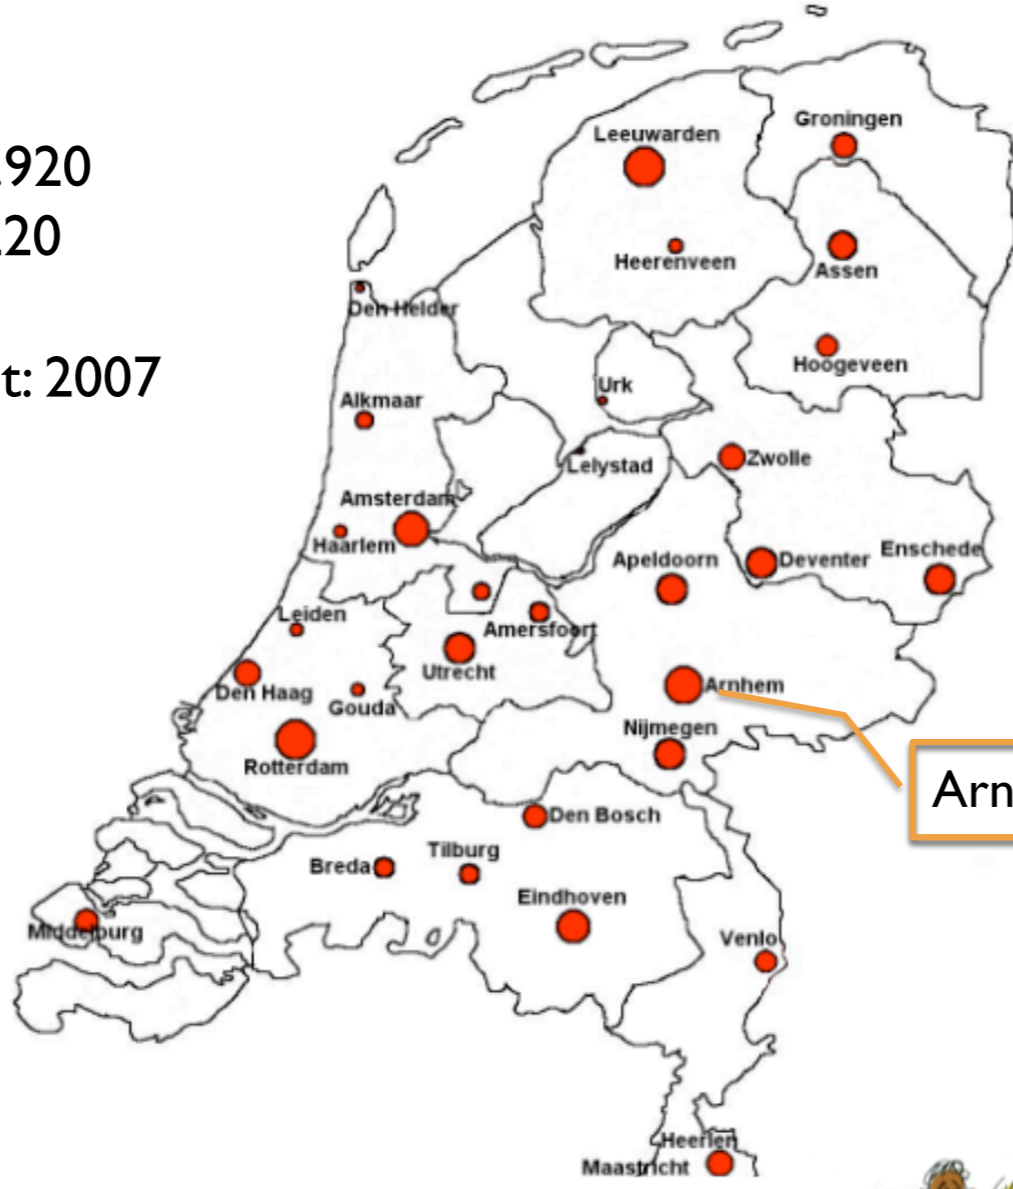 .920
20
t: 2007
Groningen
Leeuwarden
Heerenveen
Assen
Den Helder
Hoogeveen
Urk
Alkmaar
Zwolle
Lelystad
Amsterdam
Haarlem
Enschede
Apeldoorn
Deventer
Leiden
Amersfoort
Utrecht
Den Haag
Arnhem
Gouda
Nijmegen
Rotterdam
Arn
Den Bosch
Tilburg
Breda
Eindhoven
Middelburg
Venlo
Heerlen
Maastricht